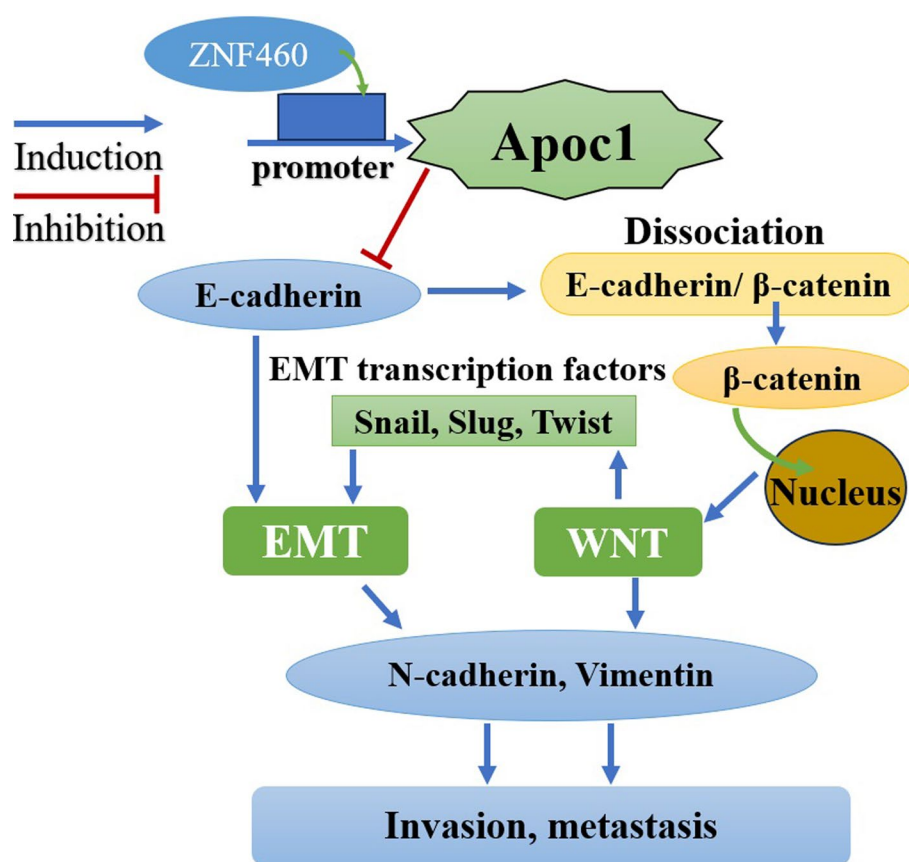 ZNF460
Induction
Inhibition
promoter
Apoc1
Dissociation
E-cadherin
E-cadherin/ β-catenin
EMT transcription factors
β-catenin
Snail, Slug, Twist
Nucleus
EMT
WNT
N-cadherin, Vimentin
Invasion, metastasis